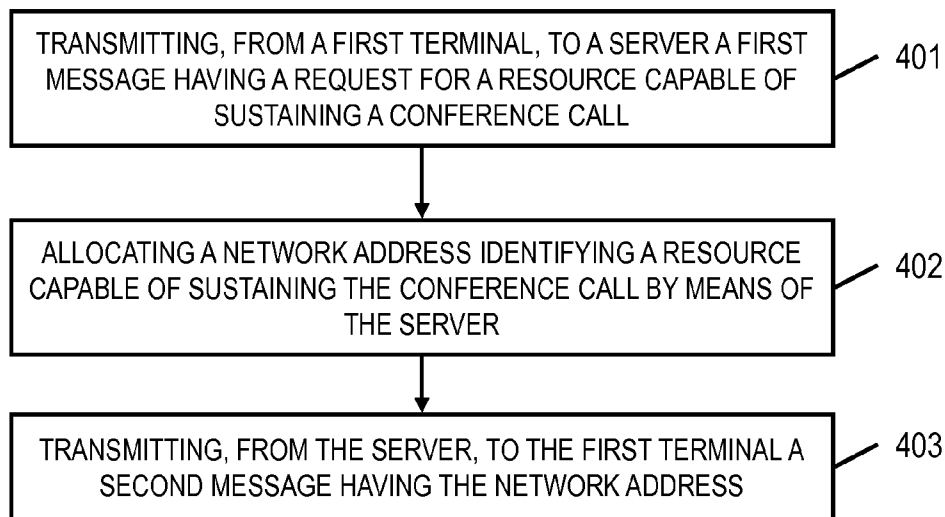 TRANSMITTING, FROM A FIRST TERMINAL, TO A SERVER A FIRST
MESSAGE HAVING A REQUEST FOR A RESOURCE CAPABLE OF
SUSTAINING A CONFERENCE CALL
401
ALLOCATING A NETWORK ADDRESS IDENTIFYING A RESOURCE
CAPABLE OF SUSTAINING THE CONFERENCE CALL BY MEANS OF
THE SERVER
402
TRANSMITTING, FROM THE SERVER, TO THE FIRST TERMINAL A
SECOND MESSAGE HAVING THE NETWORK ADDRESS
403